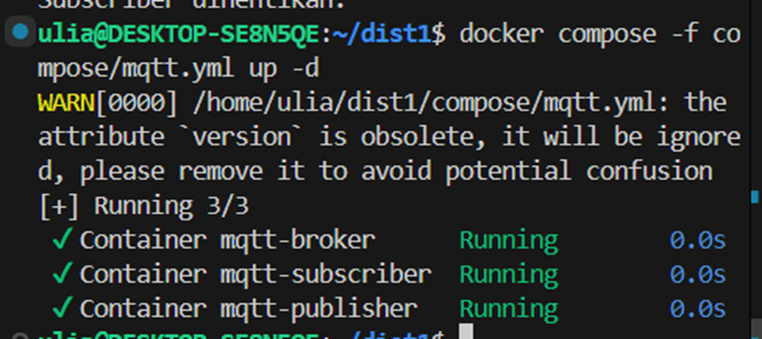 Subscriber dihentikan.
ulia@DESKTOP-SE8N5QE:~/dist1$ docker compose -f co
mpose/mqtt.yml up -d
WARN[0000] /home/ulia/dist1/compose/mqtt.yml: the
attribute `version` is obsolete, it will be ignore
d, please remove it to avoid potential confusion
[+] Running 3/3
✓ Container mqtt-broker Running 0.0s
✓ Container mqtt-subscriber Running 0.0s
✓ Container mqtt-publisher Running 0.0s
ulia@DESKTOP-SE8N5QE:~/dist1$